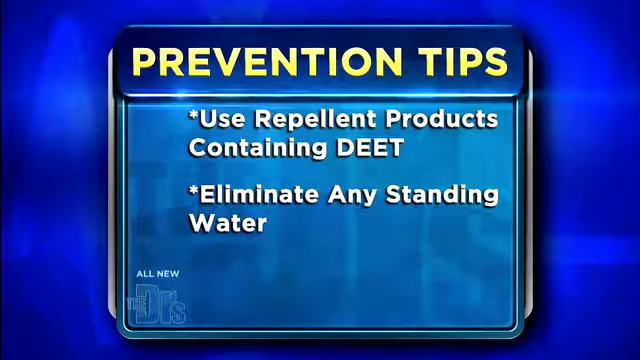 PREVENTION TIPS
*Use Repellent Products
Containing DEET
*Eliminate Any Standing
Water
ALL NEW
THE Drs